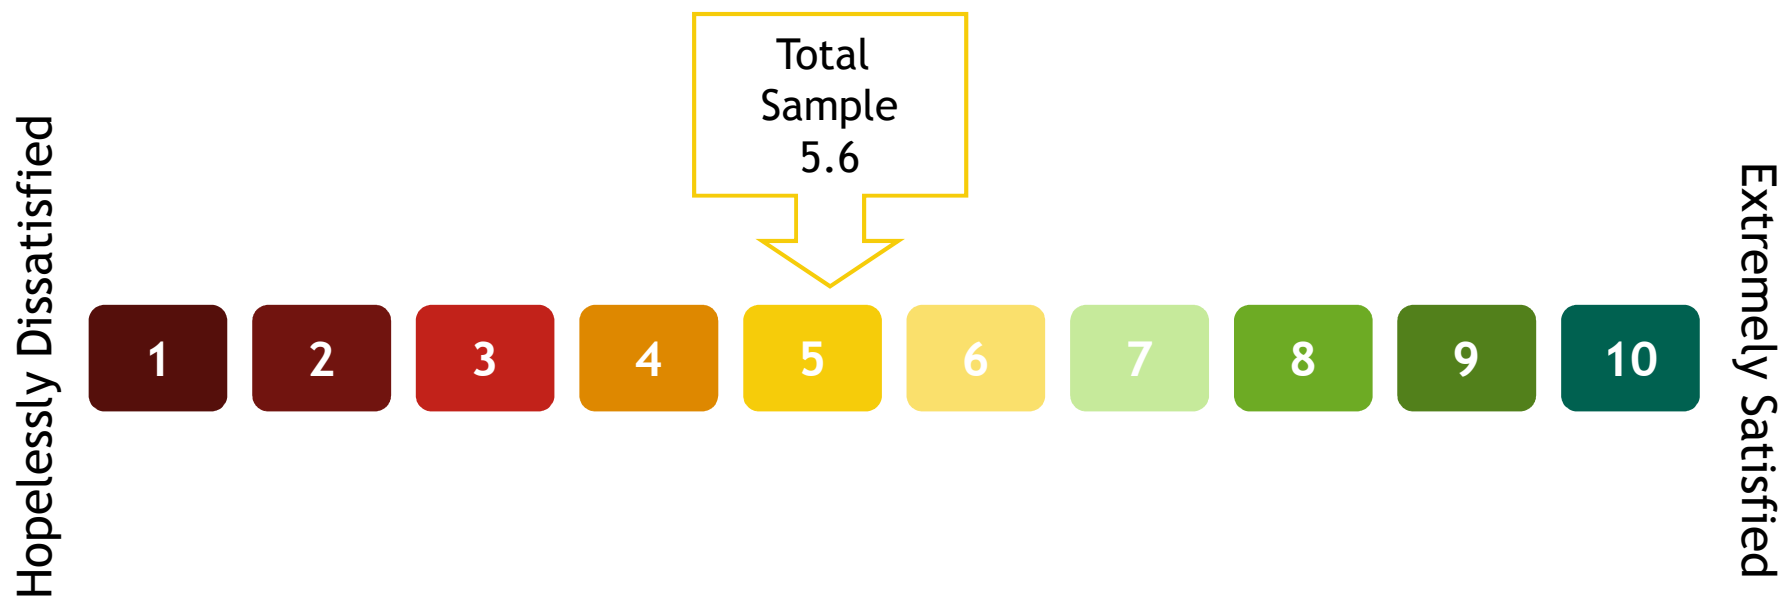 Total
Sample
5.6
Hopelessly Dissatisfied
1 2 3 4 5 6 7 8 9 10
Extremely Satisfied